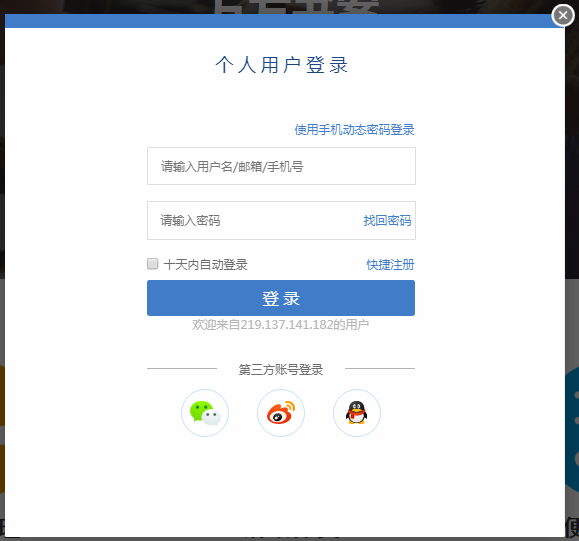 个人用户登录
使用手机动态密码登录
请输入用户名/邮箱/手机号
请输入密码 找回密码
十天内自动登录 快捷注册
登录
欢迎来自219.137.141.182的用户
第三方账号登录